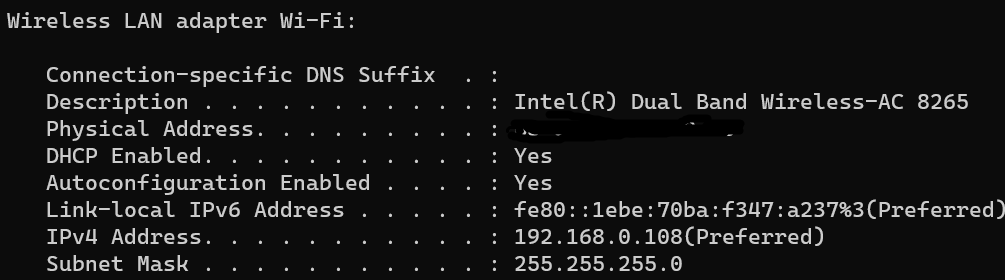 Wireless LAN adapter Wi-Fi:
Connection-specific DNS Suffix  . :
Description . . . . . . . . . . . : Intel(R) Dual Band Wireless-AC 8265
Physical Address. . . . . . . . . :
DHCP Enabled. . . . . . . . . . . : Yes
Autoconfiguration Enabled . . . . : Yes
Link-local IPv6 Address . . . . . : fe80::1ebe:70ba:f347:a237%3(Preferred)
IPv4 Address. . . . . . . . . . . : 192.168.0.108(Preferred)
Subnet Mask . . . . . . . . . . . : 255.255.255.0